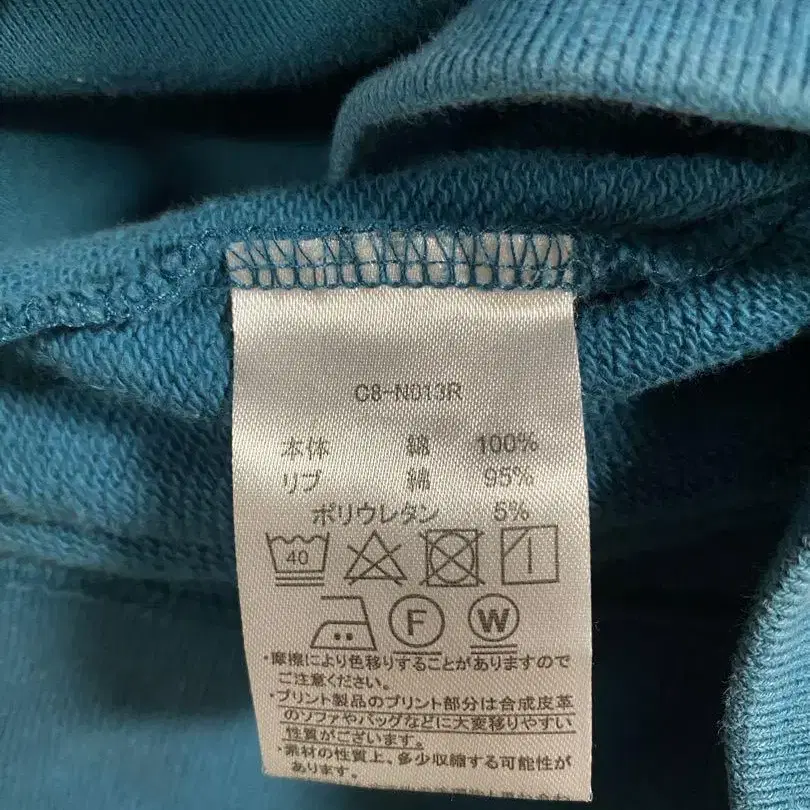 C8-N013R
本体 綿 100%
リブ 綿 95%
ポリウレタン 5%
40
F W
・摩擦により色移りすることがありますので
ご注意ください。
・プリント製品のプリント部分は合成皮革
のソファやバッグなどに大変移りやすい
性質がございます。
・素材の性質上、多少収縮する可能性が
あります。